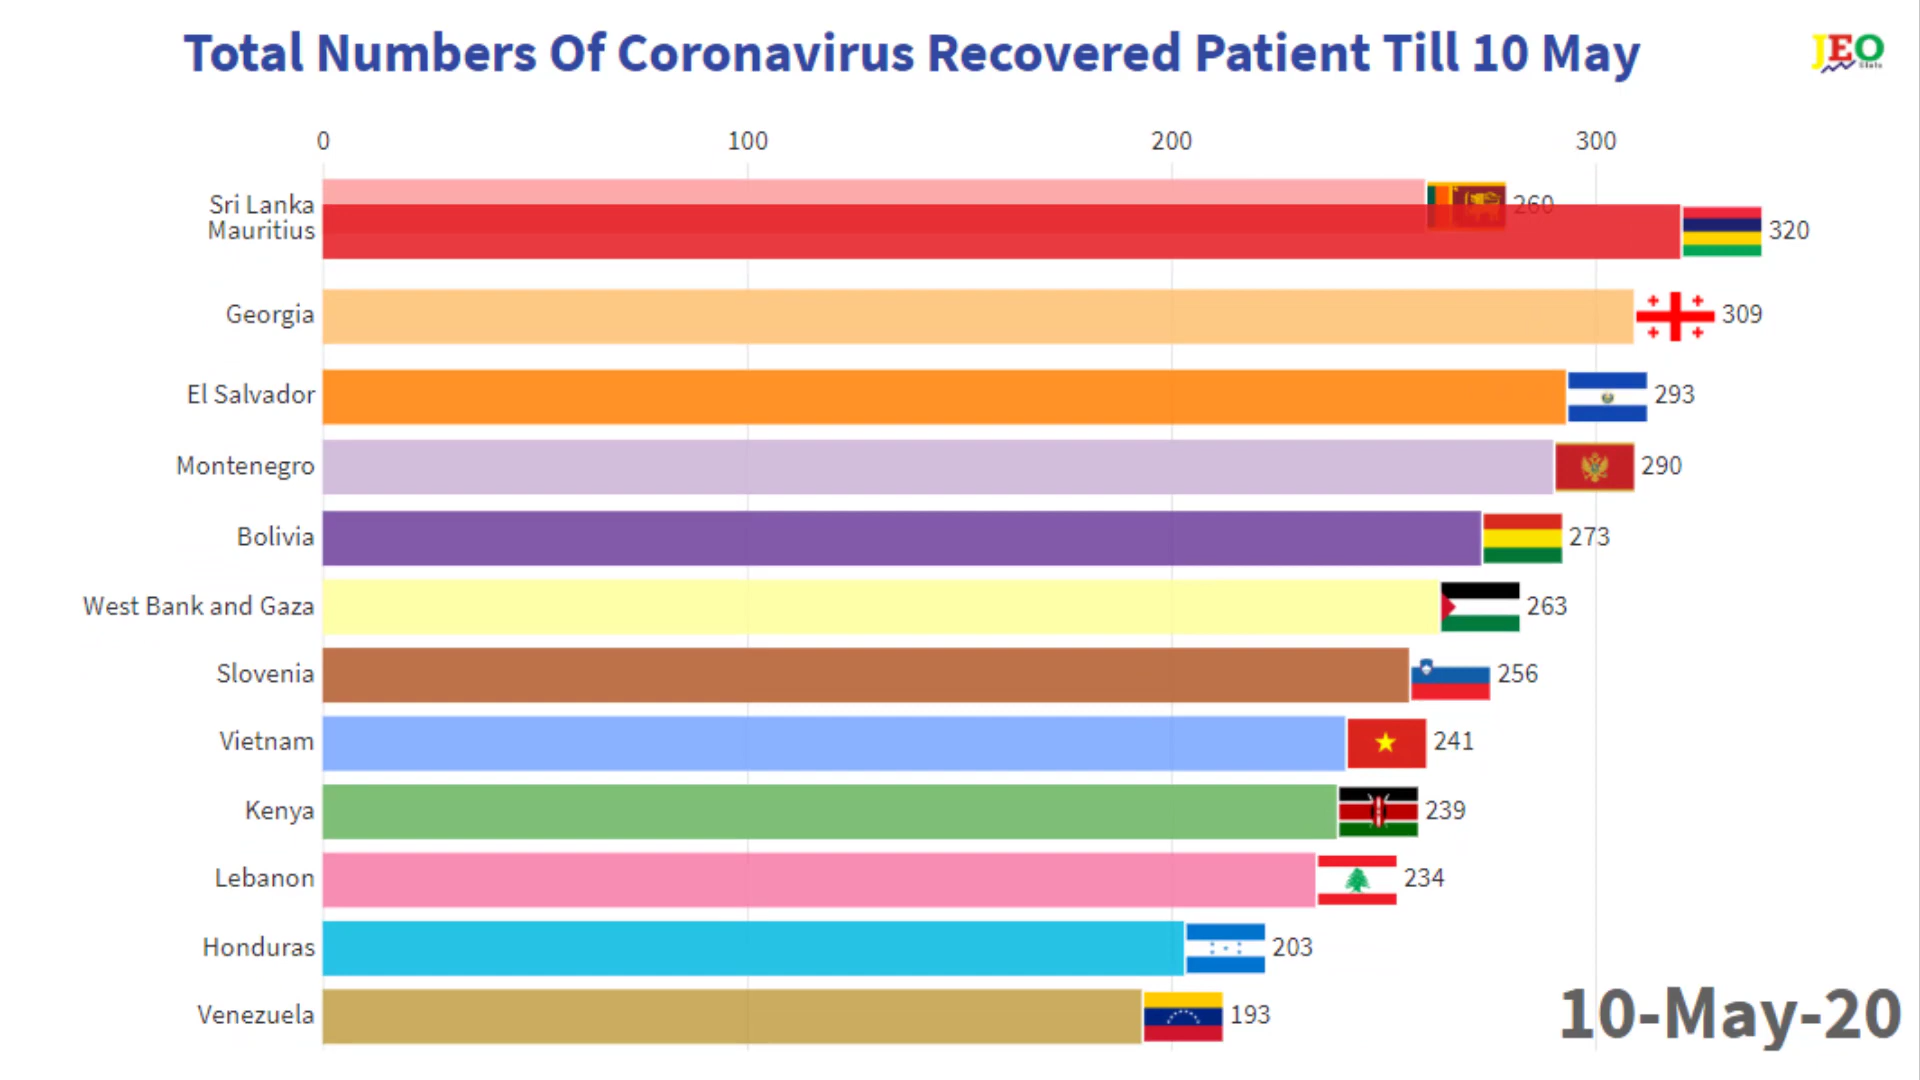 Total Numbers Of Coronavirus Recovered Patient Till 10 May
JEO
Stats
0 100 200 300
Sri Lanka 260
Mauritius 320
Georgia 309
El Salvador 293
Montenegro 290
Bolivia 273
West Bank and Gaza 263
Slovenia 256
Vietnam 241
Kenya 239
Lebanon 234
Honduras 203
Venezuela 193
10-May-20